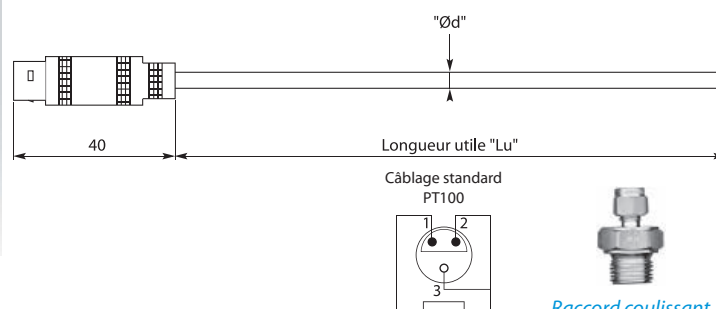 "Ød"
40
Longueur utile "Lu"
Câblage standard
PT100
1 2
3
Raccord coulissant